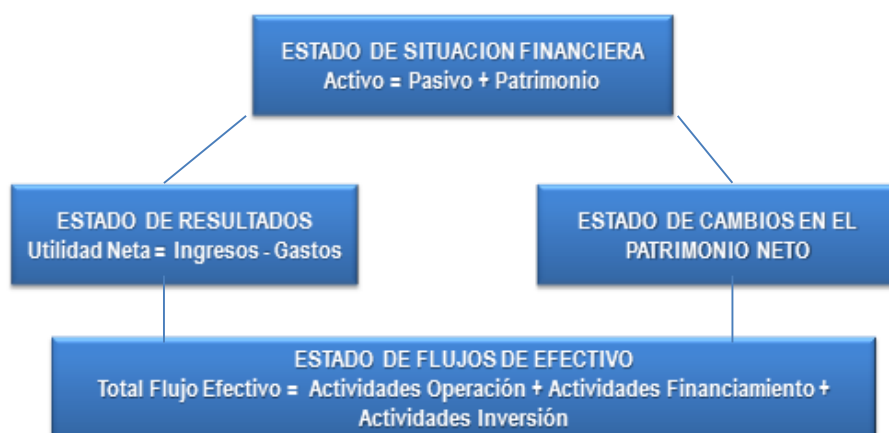 ESTADO DE SITUACION FINANCIERA
Activo = Pasivo + Patrimonio
ESTADO DE RESULTADOS
Utilidad Neta = Ingresos - Gastos
ESTADO DE CAMBIOS EN EL
PATRIMONIO NETO
ESTADO DE FLUJOS DE EFECTIVO
Total Flujo Efectivo = Actividades Operación + Actividades Financiamiento +
Actividades Inversión